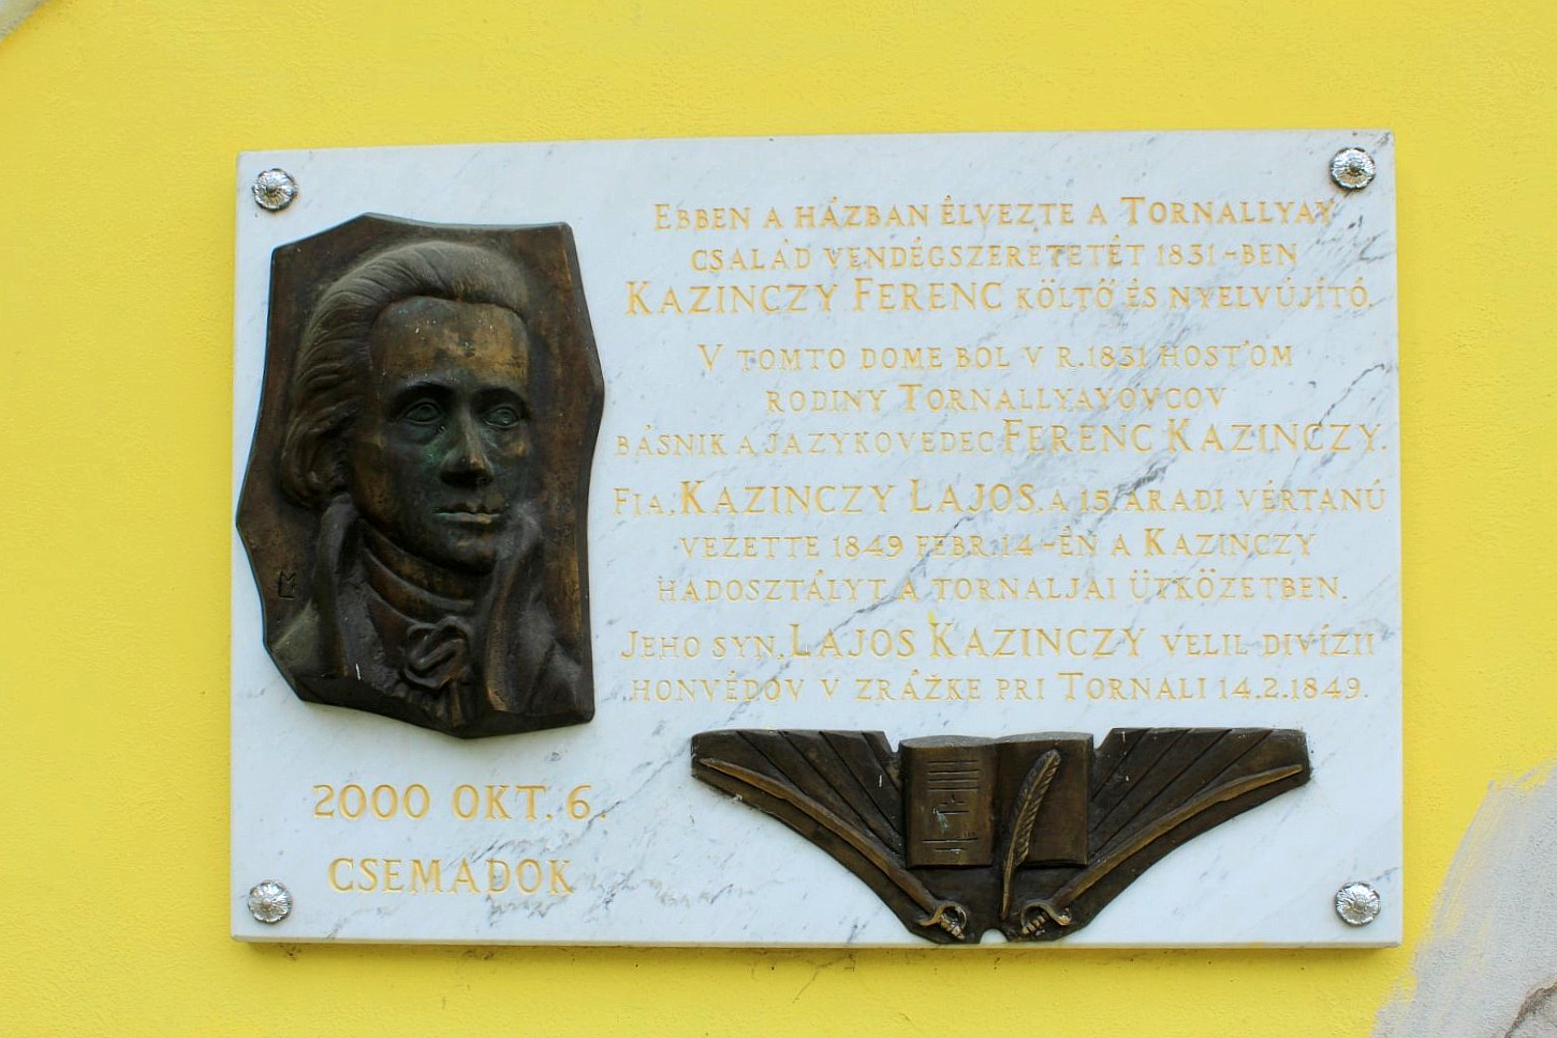 EBBEN A HÁZBAN ÉLVEZTE A TORNALLYAY
CSALÁD VENDÉGSZERETETÉT 1831-BEN
KAZINCZY FERENC KÖLTŐ ÉS NYELVÚJÍTÓ.
V TOMTO DOME BOL V R.1831 HOSŤOM
RODINY TORNALLYAYOVCOV
BÁSNIK A JAZYKOVEDEC FERENC KAZINCZY.
FIA. KAZINCZY LAJOS. A 15. ARADI VÉRTANÚ
VEZETTE 1849 FEBR. 14-ÉN A KAZINCZY
HADOSZTÁLYT A TORNALJAI ÜTKÖZETBEN.
JEHO SYN. LAJOS KAZINCZY VELIL DIVÍZII
HONVÉDOV V ZRÁŽKE PRI TORNALI 14.2.1849.
2000 OKT. 6.
CSEMADOK